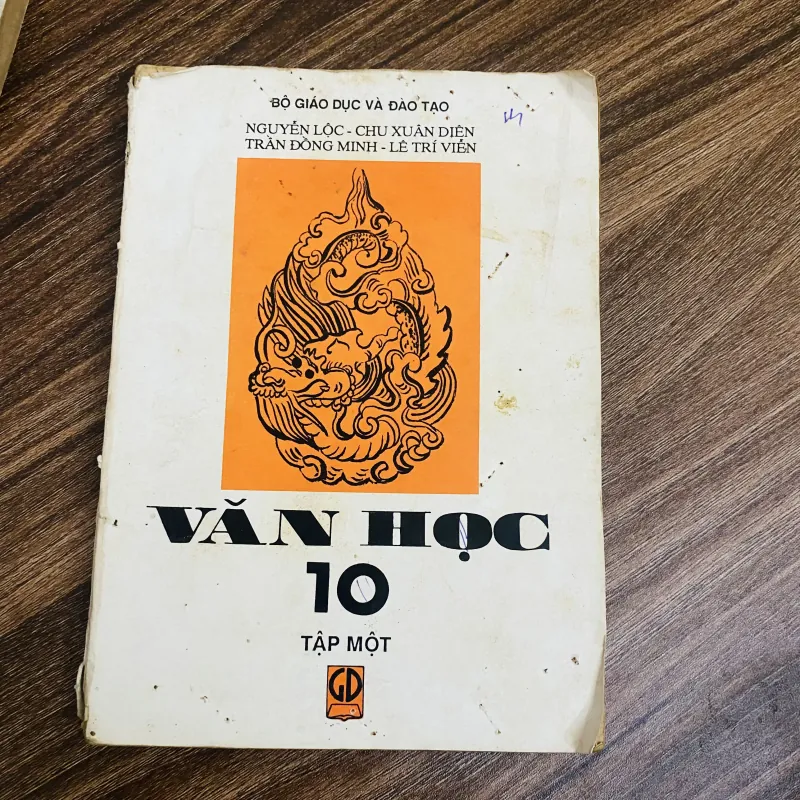 BỘ GIÁO DỤC VÀ ĐÀO TẠO
NGUYỄN LỘC - CHU XUÂN DIÊN
TRẦN ĐỒNG MINH - LÊ TRÍ VIỄN
VĂN HỌC
10
TẬP MỘT
GD